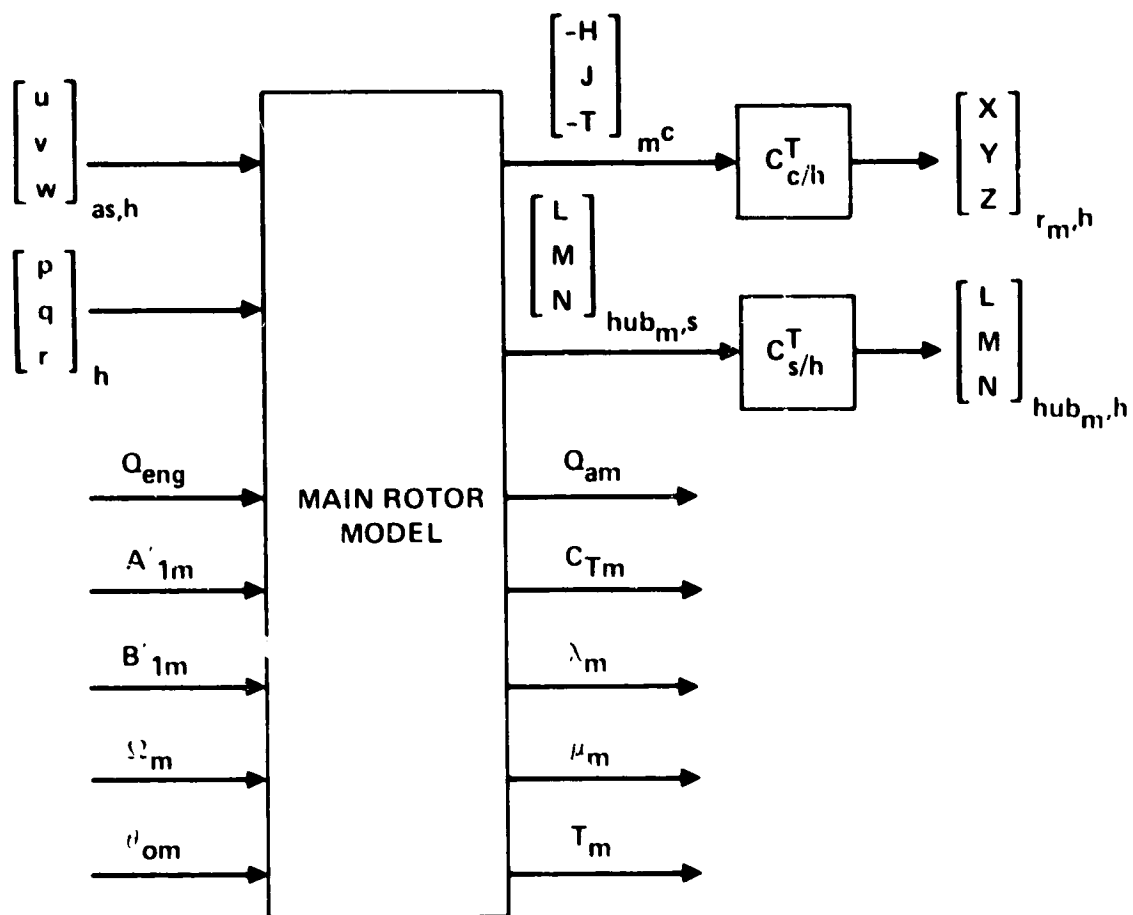 [-H
J
-T] mᶜ
[u
v
w] as,h
C^T_c/h
[X
Y
Z] r_m,h
[p
q
r] h
[L
M
N] hub_m,s
C^T_s/h
[L
M
N] hub_m,h
Q_eng
Q_am
MAIN ROTOR
MODEL
A'_1m
C_Tm
B'_1m
λ_m
Ω_m
μ_m
θ_om
T_m